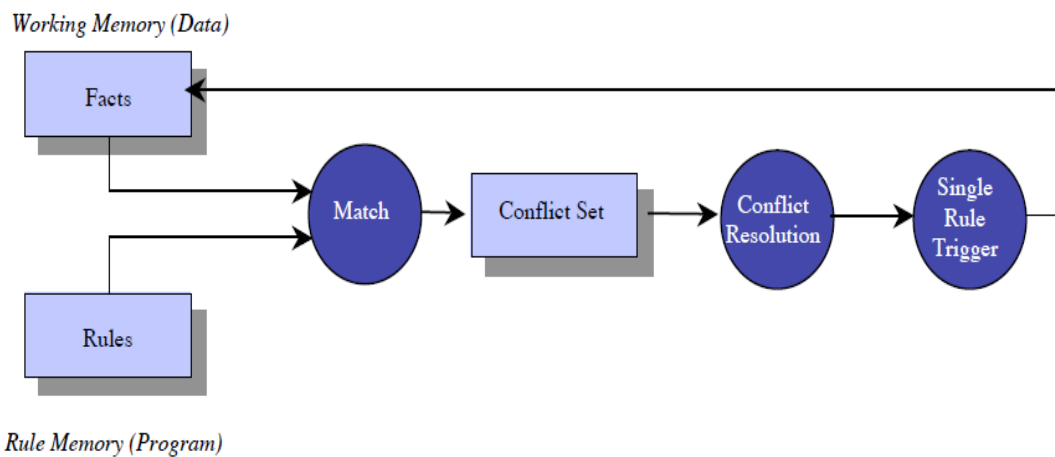 Working Memory (Data)
Facts
Match
Conflict Set
Conflict
Resolution
Single
Rule
Trigger
Rules
Rule Memory (Program)